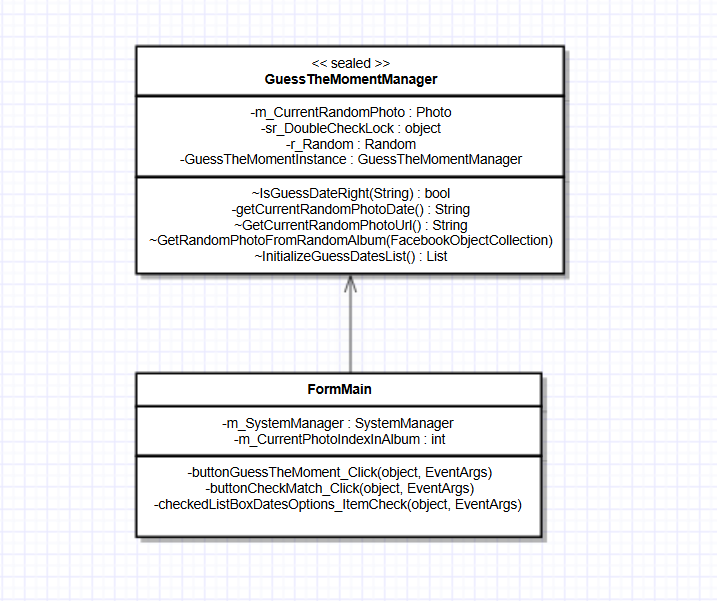 << sealed >>
GuessTheMomentManager
-m_CurrentRandomPhoto : Photo
-sr_DoubleCheckLock : object
-r_Random : Random
-GuessTheMomentInstance : GuessTheMomentManager
~IsGuessDateRight(String) : bool
-getCurrentRandomPhotoDate() : String
~GetCurrentRandomPhotoUrl() : String
~GetRandomPhotoFromRandomAlbum(FacebookObjectCollection)
~InitializeGuessDatesList() : List
FormMain
-m_SystemManager : SystemManager
-m_CurrentPhotoIndexInAlbum : int
-buttonGuessTheMoment_Click(object, EventArgs)
-buttonCheckMatch_Click(object, EventArgs)
-checkedListBoxDatesOptions_ItemCheck(object, EventArgs)